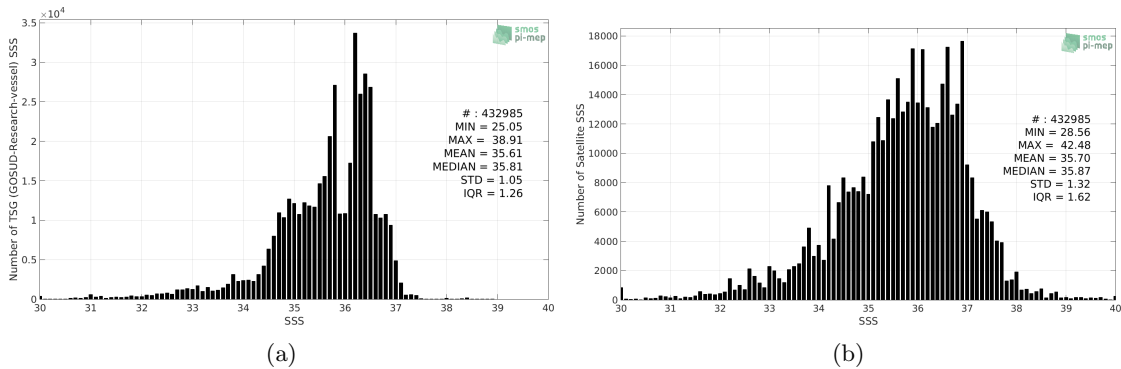 ×10⁴
3.5
3
2.5
2
1.5
1
0.5
0
Number of TSG (GOSUD-Research-vessel) SSS
smos
pi-mep
# : 432985
MIN = 25.05
MAX = 38.91
MEAN = 35.61
MEDIAN = 35.81
STD = 1.05
IQR = 1.26
30 31 32 33 34 35 36 37 38 39 40
SSS
(a)
18000
16000
14000
12000
10000
8000
6000
4000
2000
0
Number of Satellite SSS
smos
pi-mep
# : 432985
MIN = 28.56
MAX = 42.48
MEAN = 35.70
MEDIAN = 35.87
STD = 1.32
IQR = 1.62
30 31 32 33 34 35 36 37 38 39 40
SSS
(b)